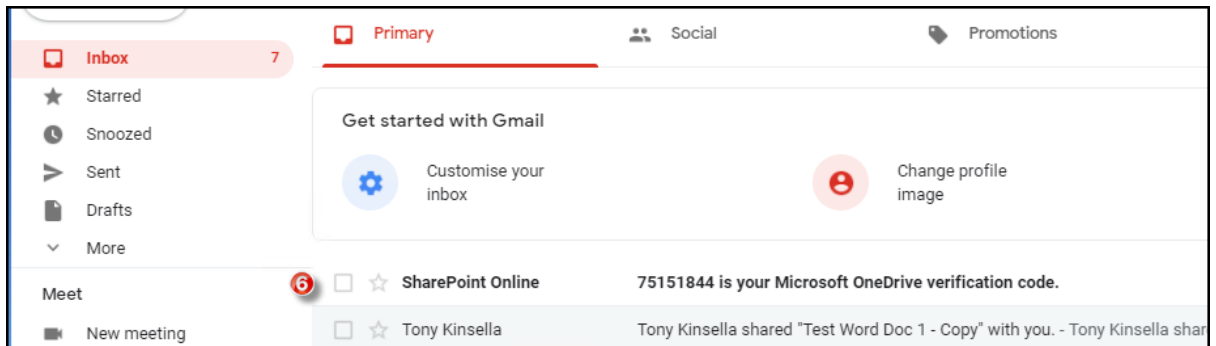 Primary
Social
Promotions
Inbox 7
Starred
Snoozed
Sent
Drafts
More
Meet
New meeting
Get started with Gmail
Customise your
inbox
Change profile
image
6 SharePoint Online 75151844 is your Microsoft OneDrive verification code.
Tony Kinsella Tony Kinsella shared "Test Word Doc 1 - Copy" with you. - Tony Kinsella shar